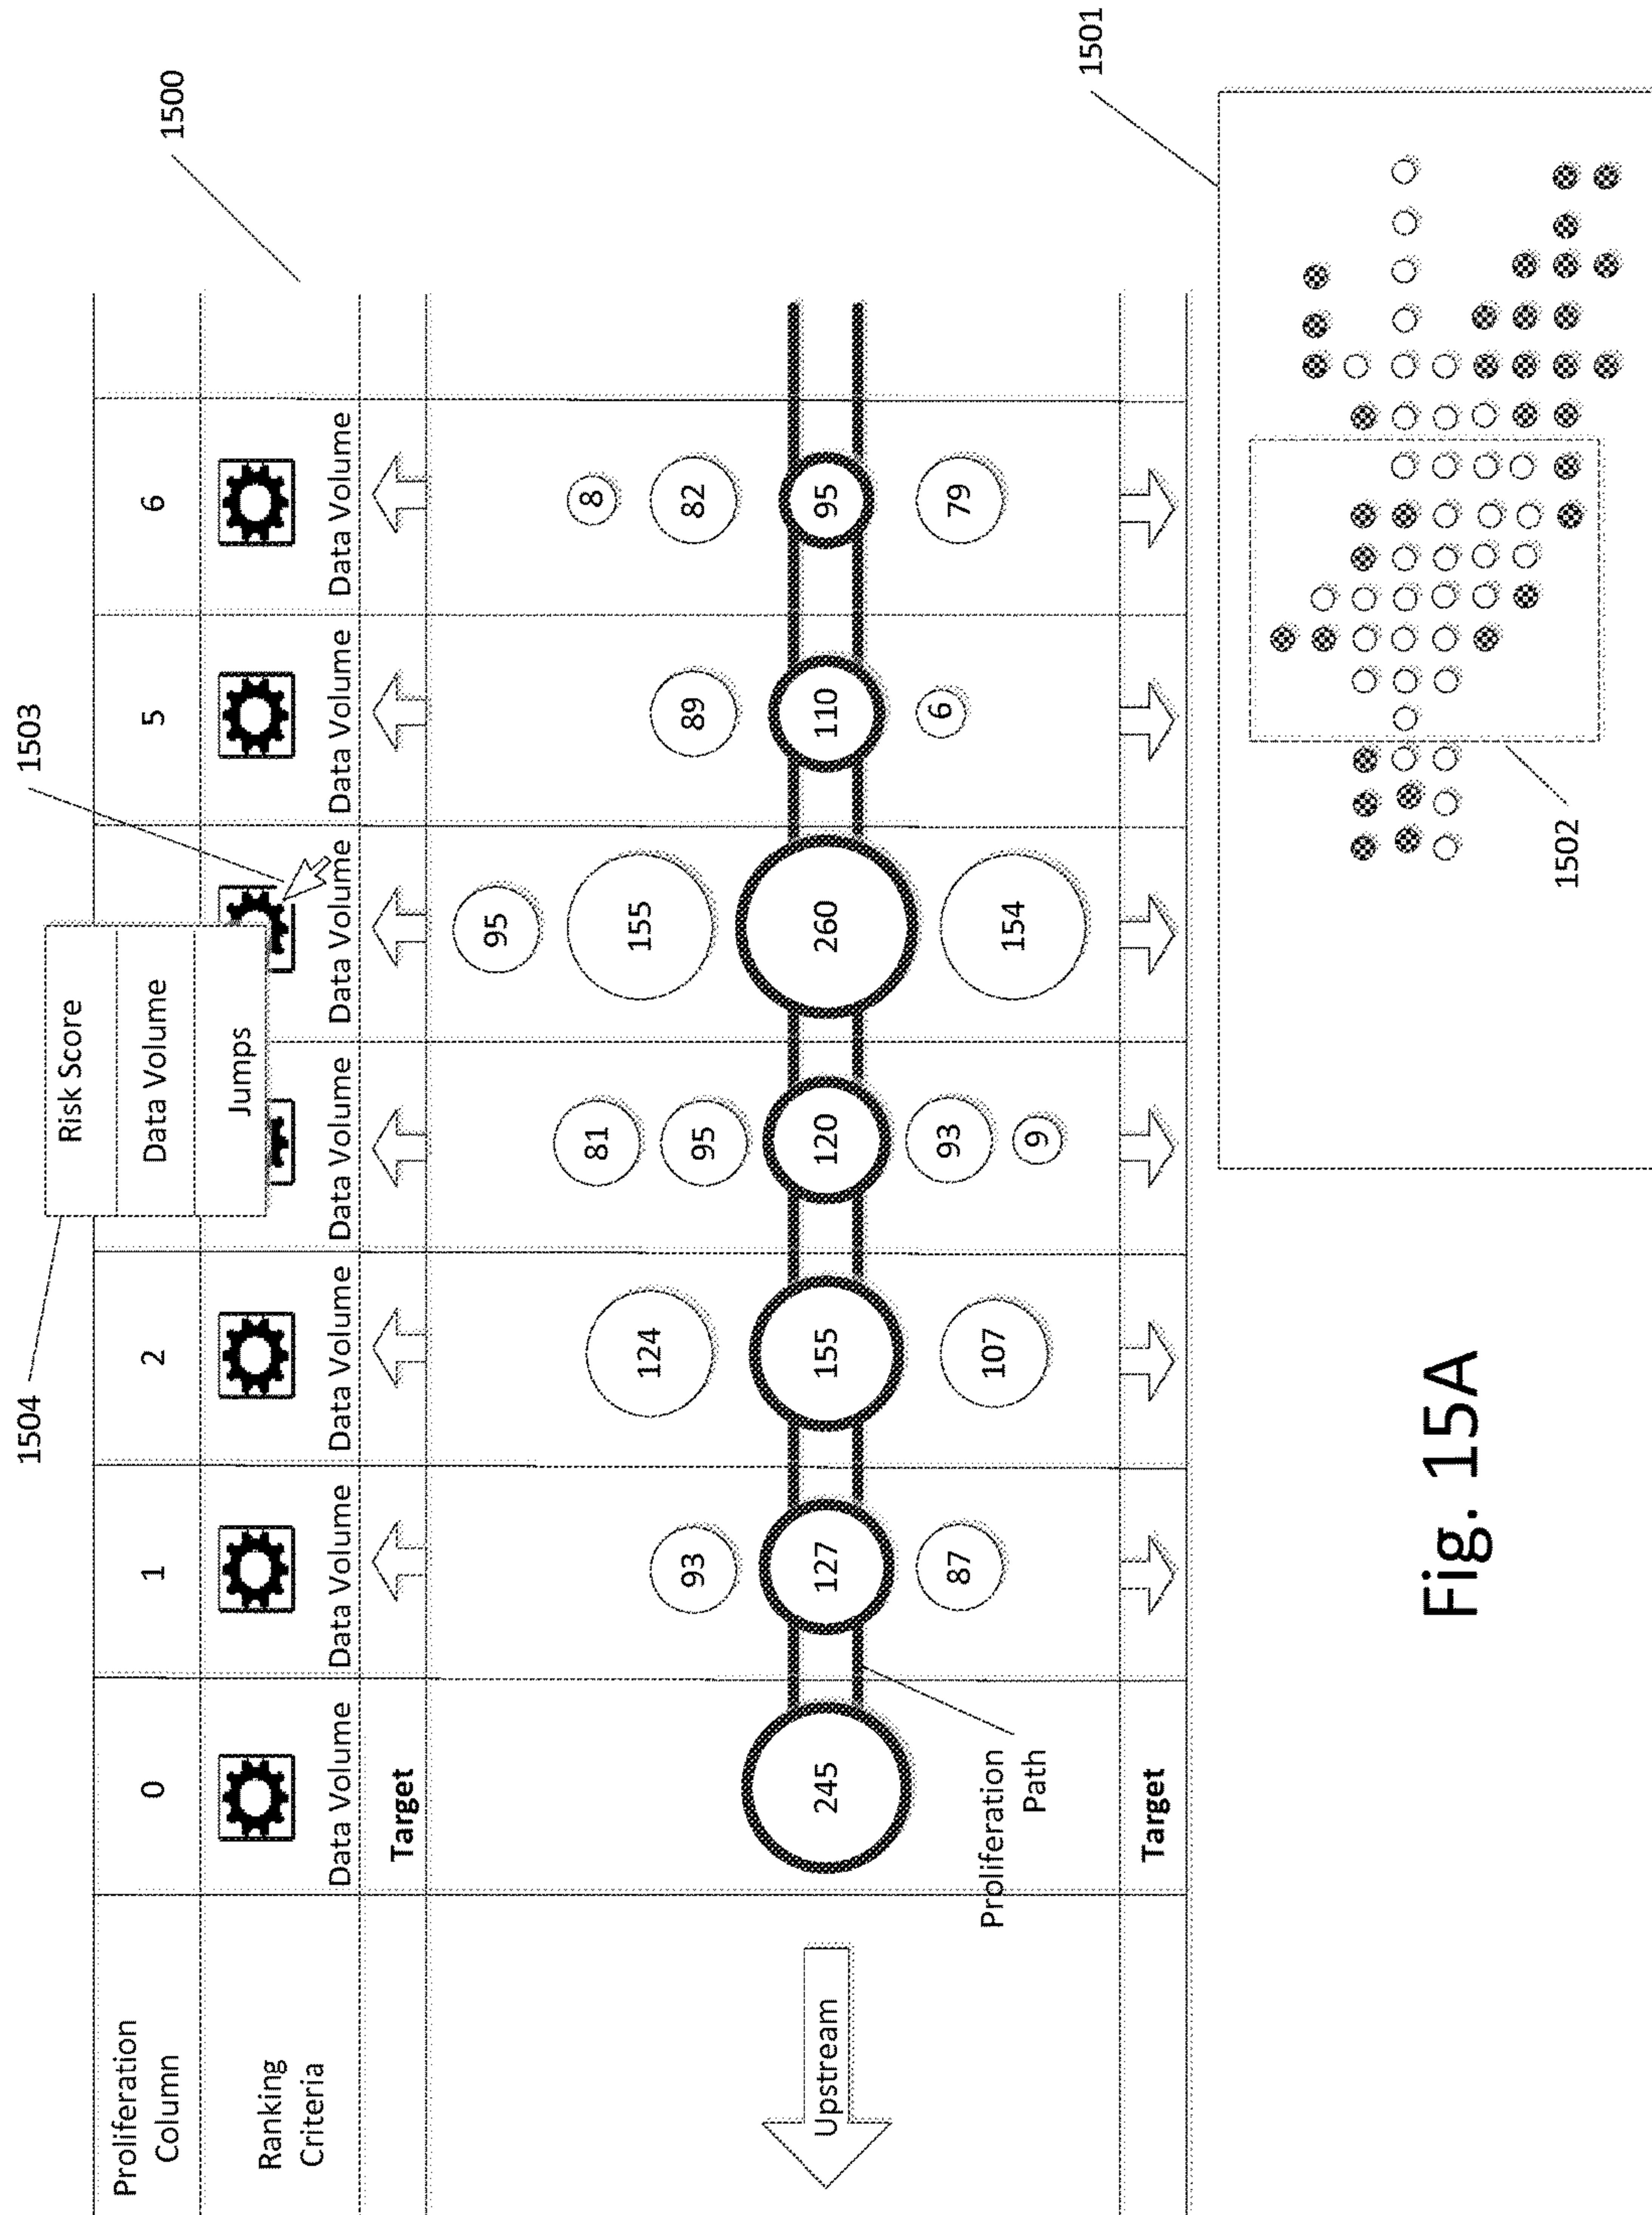 1504
1503
Risk Score
Proliferation
Column
0
1
2
5
6
Data Volume
1500
Jumps
Ranking
Criteria
Data Volume
Data Volume
Data Volume
Data Volume
Data Volume
Data Volume
Data Volume
Target
245
93
127
87
124
155
107
81
95
120
93
9
95
155
260
154
89
110
6
8
82
95
79
Upstream
Proliferation
Path
Target
1501
1502
Fig. 15A